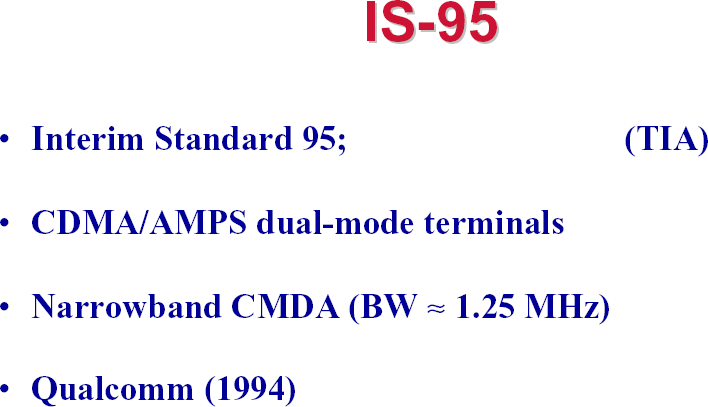 IS-95
• Interim Standard 95; (TIA)
• CDMA/AMPS dual-mode terminals
• Narrowband CMDA (BW ≈ 1.25 MHz)
• Qualcomm (1994)